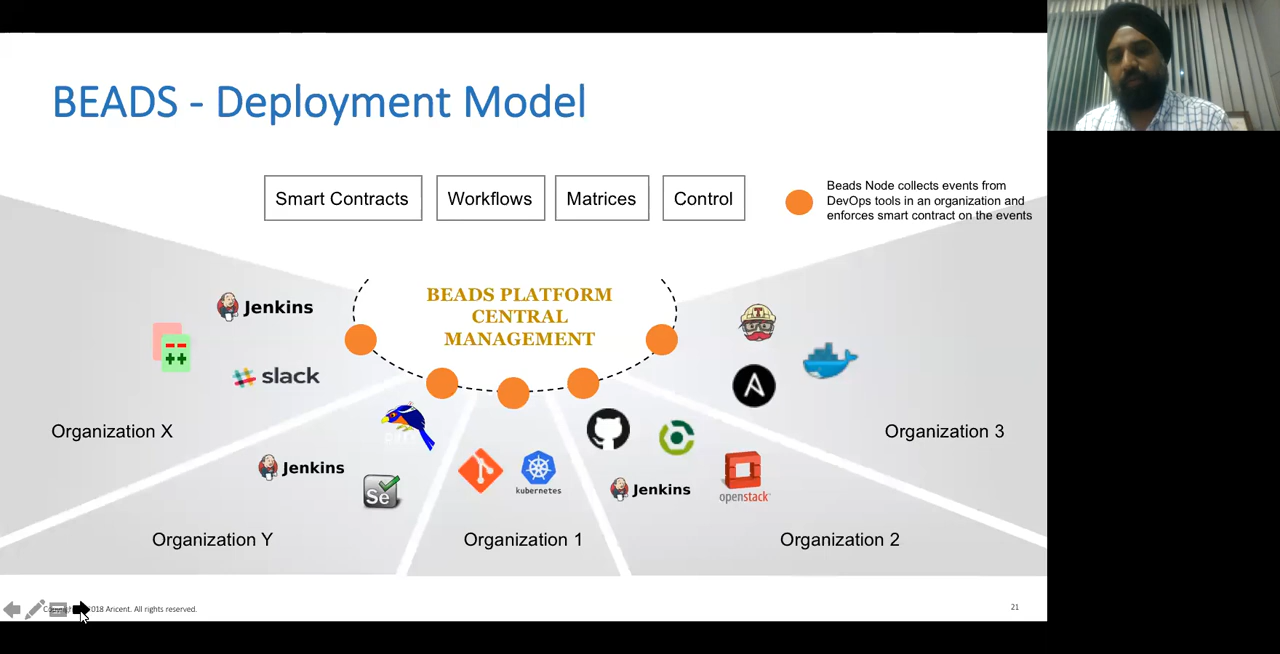 BEADS - Deployment Model
Smart Contracts
Workflows
Matrices
Control
Beads Node collects events from
DevOps tools in an organization and
enforces smart contract on the events
BEADS PLATFORM
CENTRAL
MANAGEMENT
Jenkins
--
++
slack
Organization X
Organization 3
Jenkins
Se
kubernetes
Jenkins
openstack
Organization Y
Organization 1
Organization 2
018 Aricent. All rights reserved.
21